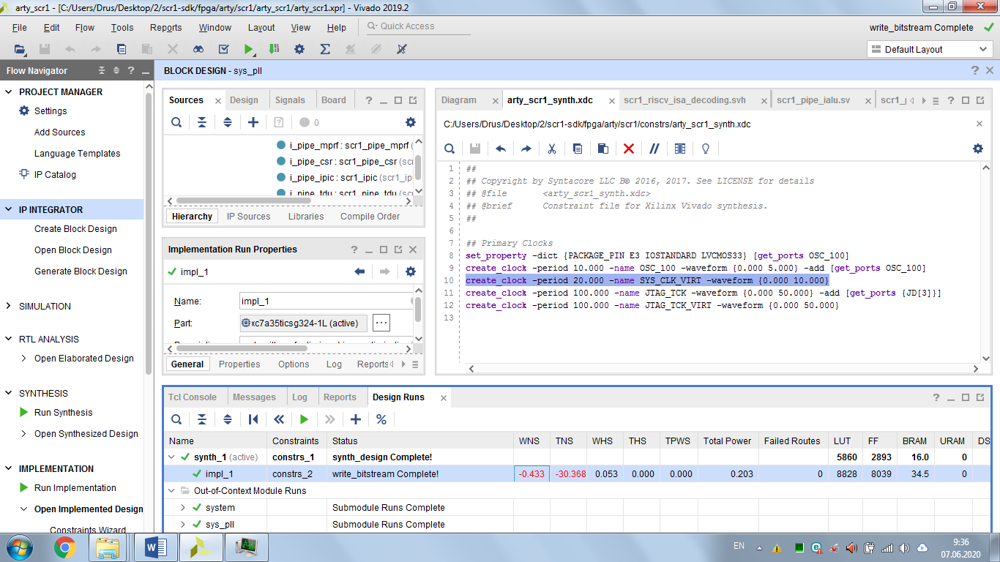 arty_scr1 - [C:/Users/Drus/Desktop/2/scr1-sdk/fpga/arty/scr1/arty_scr1/arty_scr1.xpr] - Vivado 2019.2
File Edit Flow Tools Reports Window Layout View Help Quick Access
write_bitstream Complete
Default Layout
Flow Navigator
BLOCK DESIGN - sys_pll
PROJECT MANAGER
Settings
Add Sources
Language Templates
IP Catalog
IP INTEGRATOR
Create Block Design
Open Block Design
Generate Block Design
SIMULATION
RTL ANALYSIS
Open Elaborated Design
SYNTHESIS
Run Synthesis
Open Synthesized Design
IMPLEMENTATION
Run Implementation
Open Implemented Design
Constraints Wizard
Sources Design Signals Board
0
i_pipe_mprf : scr1_pipe_mprf (
i_pipe_csr : scr1_pipe_csr (scr
i_pipe_ipic : scr1_ipic (scr1_ip
i_pipe_tdu : scr1_pipe_tdu (scr
Hierarchy IP Sources Libraries Compile Order
Implementation Run Properties
impl_1
Name: impl_1
Part: xc7a35ticsg324-1L (active)
General Properties Options Log Reports
Diagram arty_scr1_synth.xdc scr1_riscv_isa_decoding.svh scr1_pipe_ialu.sv scr1_
C:/Users/Drus/Desktop/2/scr1-sdk/fpga/arty/scr1/constrs/arty_scr1_synth.xdc
1 ##
2 ## Copyright by Syntacore LLC В© 2016, 2017. See LICENSE for details
3 ## @file <arty_scr1_synth.xdc>
4 ## @brief Constraint file for Xilinx Vivado synthesis.
5 ##
6
7 ## Primary Clocks
8 set_property -dict {PACKAGE_PIN E3 IOSTANDARD LVCMOS33} [get_ports OSC_100]
9 create_clock -period 10.000 -name OSC_100 -waveform {0.000 5.000} -add [get_ports OSC_100]
10 create_clock -period 20.000 -name SYS_CLK_VIRT -waveform {0.000 10.000}
11 create_clock -period 100.000 -name JTAG_TCK -waveform {0.000 50.000} -add [get_ports {JD[3]}]
12 create_clock -period 100.000 -name JTAG_TCK_VIRT -waveform {0.000 50.000}
13
Tcl Console Messages Log Reports Design Runs
Name Constraints Status WNS TNS WHS THS TPWS Total Power Failed Routes LUT FF BRAM URAM DS
synth_1 (active) constrs_1 synth_design Complete! 5860 2893 16.0 0
impl_1 constrs_2 write_bitstream Complete! -0.433 -30.368 0.053 0.000 0.000 0.203 0 8828 8039 34.5 0
Out-of-Context Module Runs
system Submodule Runs Complete
sys_pll Submodule Runs Complete
EN
9:36
07.06.2020